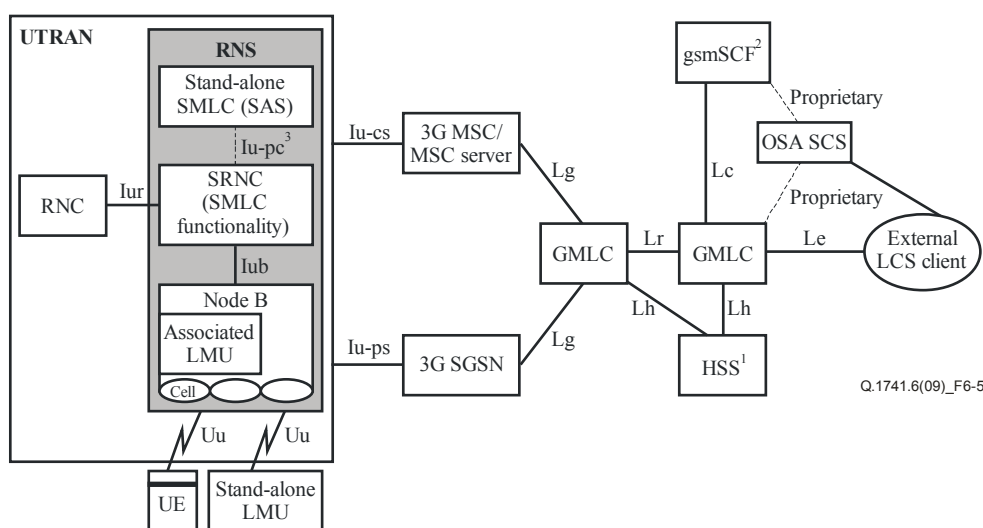 UTRAN
RNS
Stand-alone
SMLC (SAS)
Iu-pc3
SRNC
(SMLC
functionality)
RNC
Iur
Iub
Node B
Associated
LMU
Cell
Uu
Uu
UE
Stand-alone
LMU
Iu-cs
3G MSC/
MSC server
Lg
Iu-ps
3G SGSN
Lg
GMLC
Lr
GMLC
Lh
Lh
HSS1
Lc
gsmSCF2
Proprietary
OSA SCS
Proprietary
Le
External
LCS client
Q.1741.6(09)_F6-5